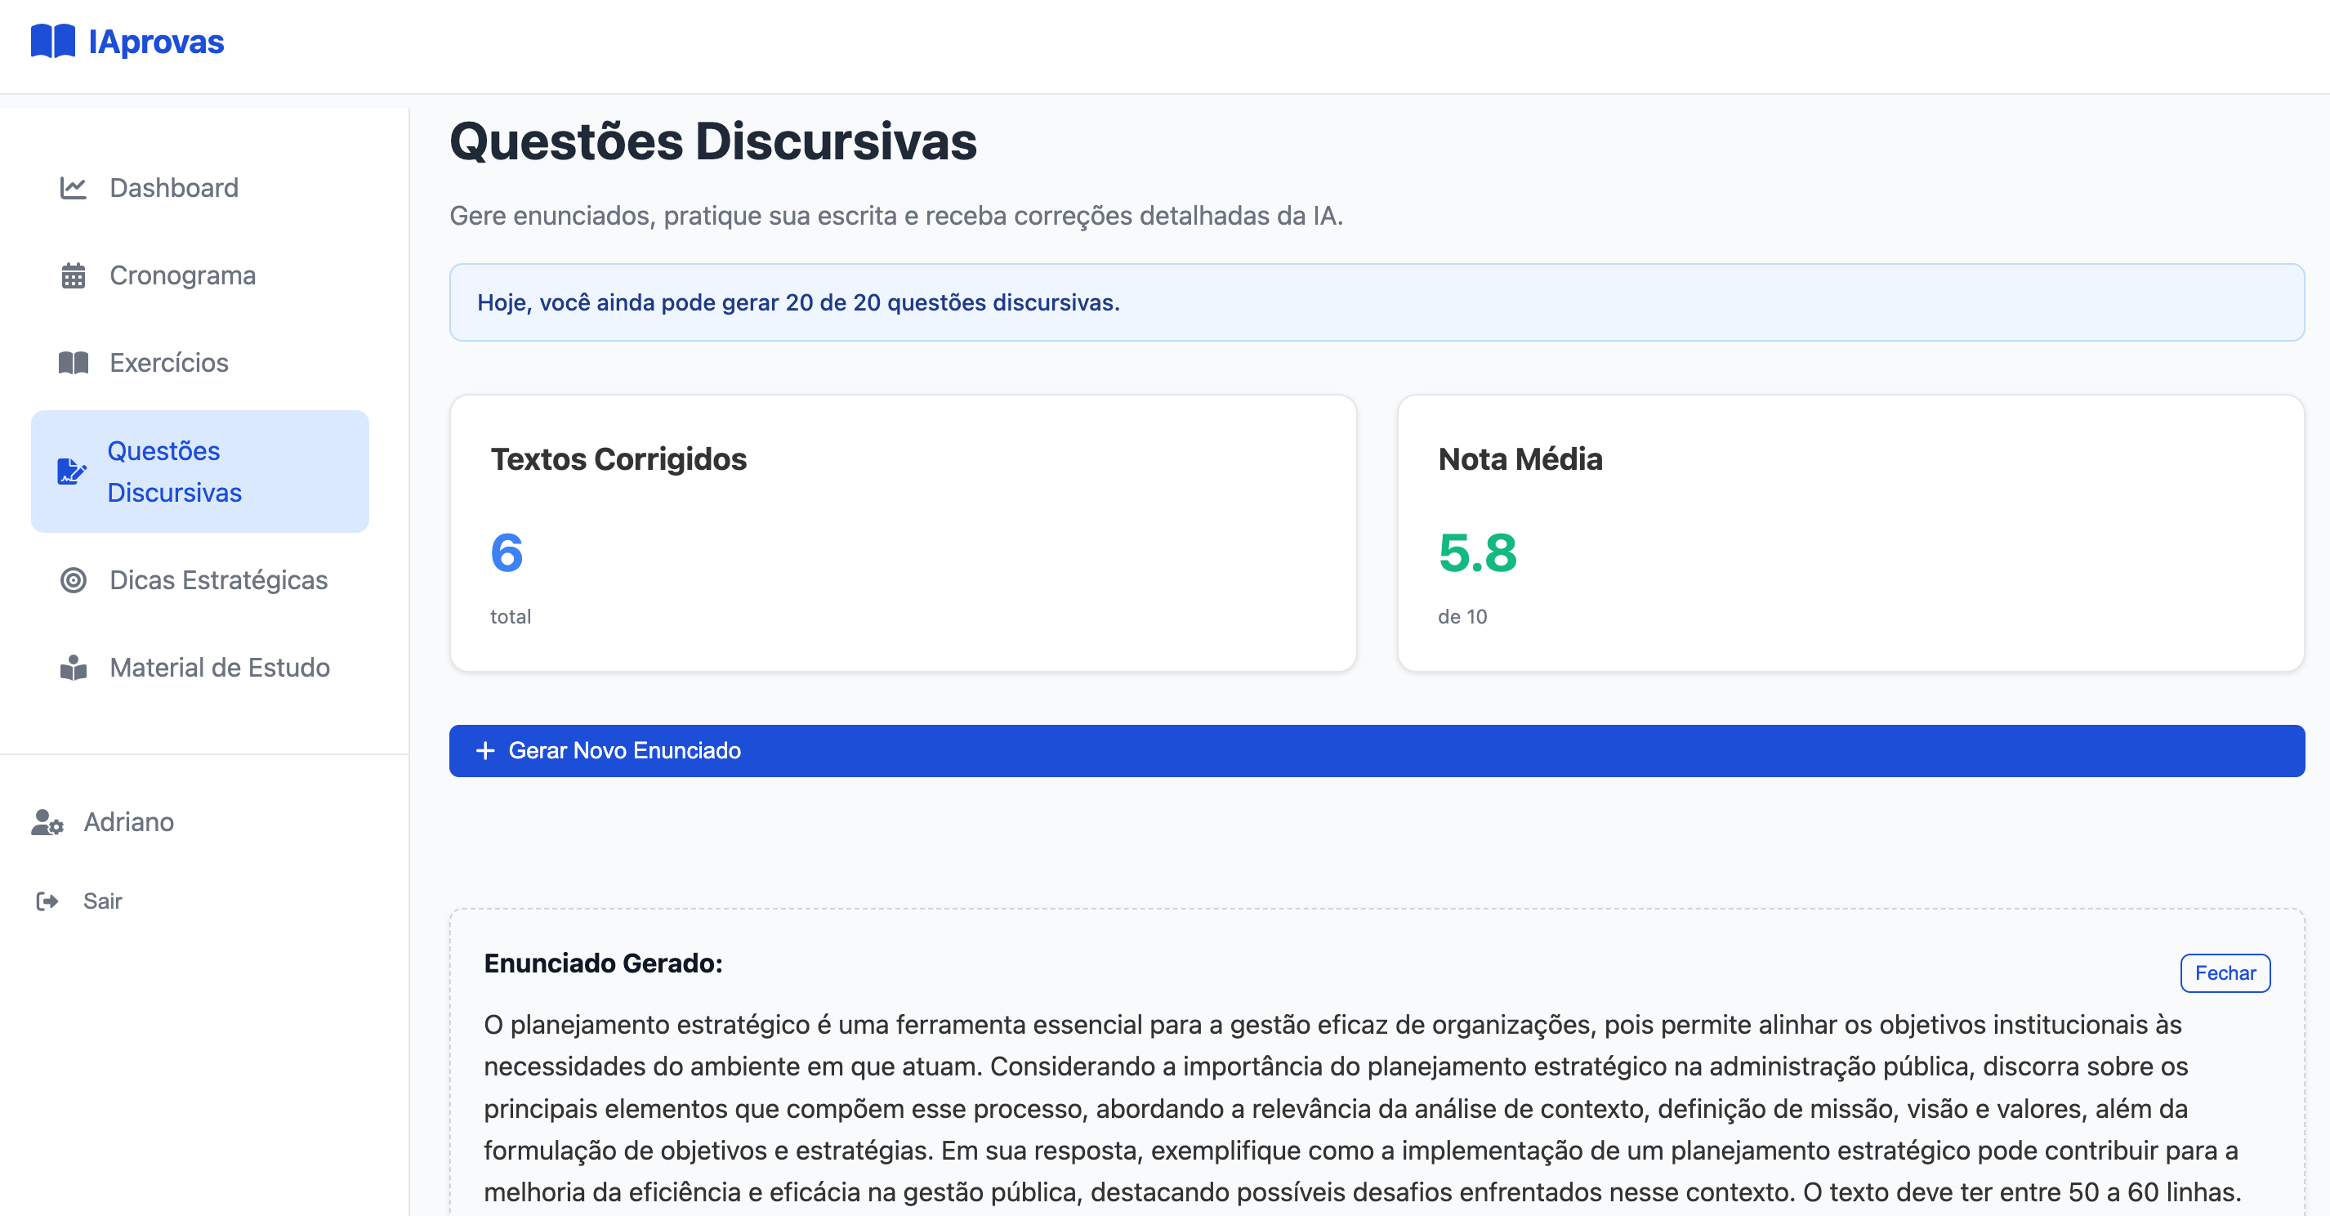 IAprovas
Dashboard
Cronograma
Exercícios
Questões
Discursivas
Dicas Estratégicas
Material de Estudo
Adriano
Sair
Questões Discursivas
Gere enunciados, pratique sua escrita e receba correções detalhadas da IA.
Hoje, você ainda pode gerar 20 de 20 questões discursivas.
Textos Corrigidos
6
total
Nota Média
5.8
de 10
Gerar Novo Enunciado
Enunciado Gerado:
Fechar
O planejamento estratégico é uma ferramenta essencial para a gestão eficaz de organizações, pois permite alinhar os objetivos institucionais às
necessidades do ambiente em que atuam. Considerando a importância do planejamento estratégico na administração pública, discorra sobre os
principais elementos que compõem esse processo, abordando a relevância da análise de contexto, definição de missão, visão e valores, além da
formulação de objetivos e estratégias. Em sua resposta, exemplifique como a implementação de um planejamento estratégico pode contribuir para a
melhoria da eficiência e eficácia na gestão pública, destacando possíveis desafios enfrentados nesse contexto. O texto deve ter entre 50 a 60 linhas.